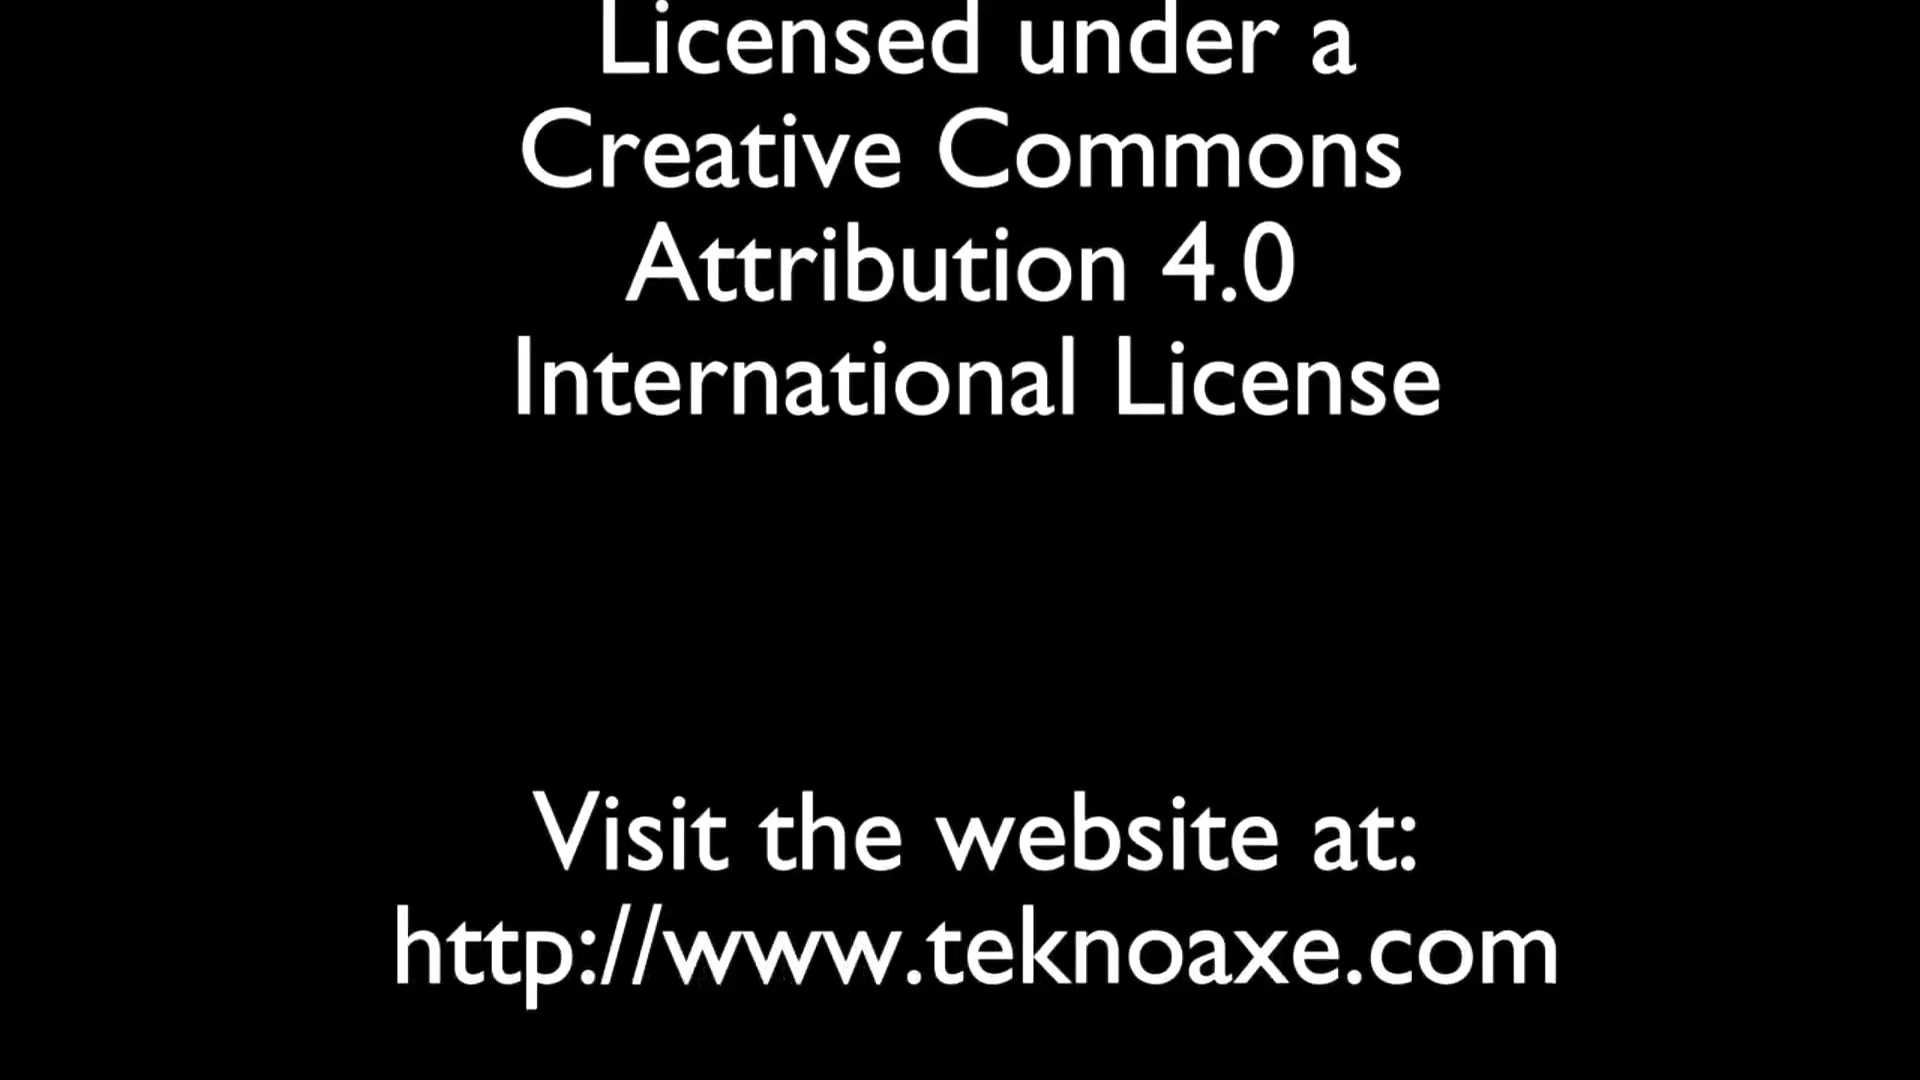 Licensed under a
Creative Commons
Attribution 4.0
International License
Visit the website at:
http://www.teknoaxe.com